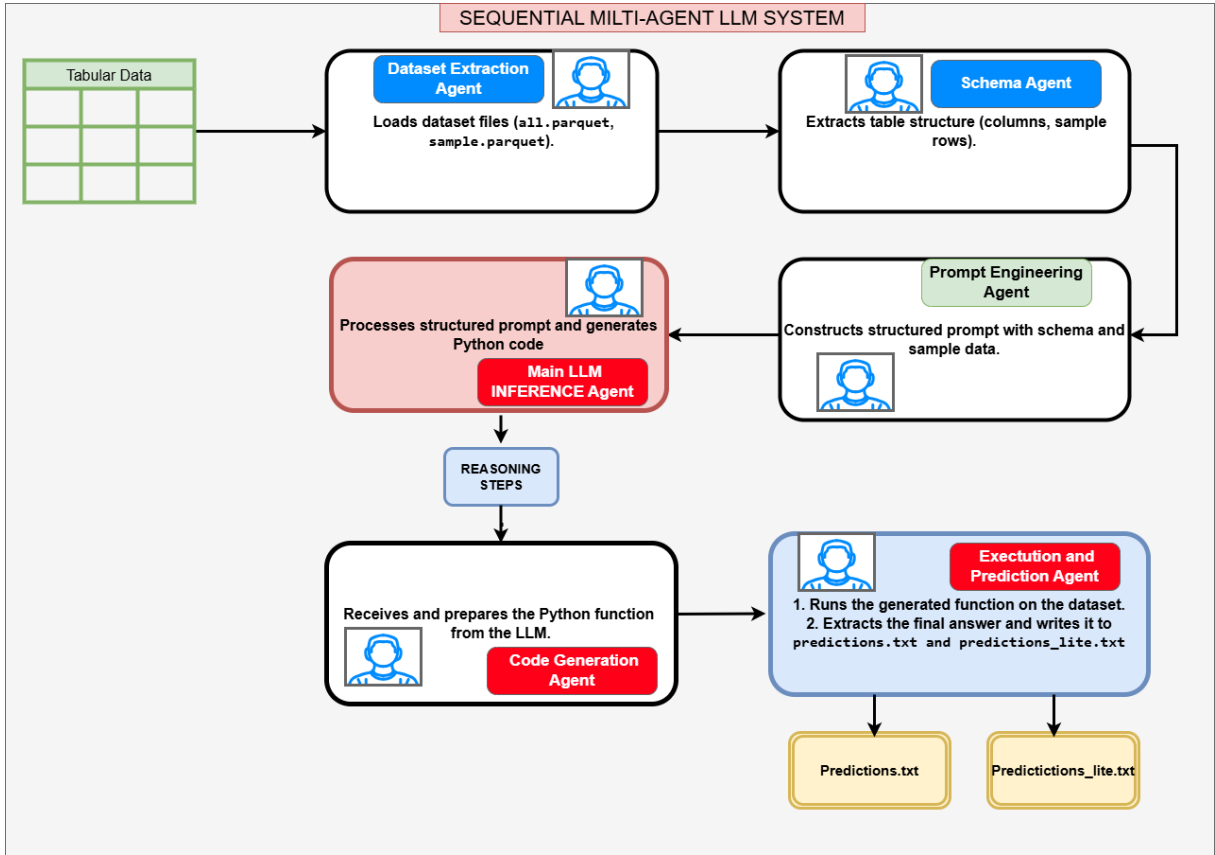 SEQUENTIAL MILTI-AGENT LLM SYSTEM
Tabular Data
Dataset Extraction
Agent
Loads dataset files (all.parquet,
sample.parquet).
Schema Agent
Extracts table structure (columns, sample
rows).
Prompt Engineering
Agent
Constructs structured prompt with schema and
sample data.
Processes structured prompt and generates
Python code
Main LLM
INFERENCE Agent
REASONING
STEPS
Receives and prepares the Python function
from the LLM.
Code Generation
Agent
Exectution and
Prediction Agent
1. Runs the generated function on the dataset.
2. Extracts the final answer and writes it to
predictions.txt and predictions_lite.txt
Predictions.txt
Predictictions_lite.txt